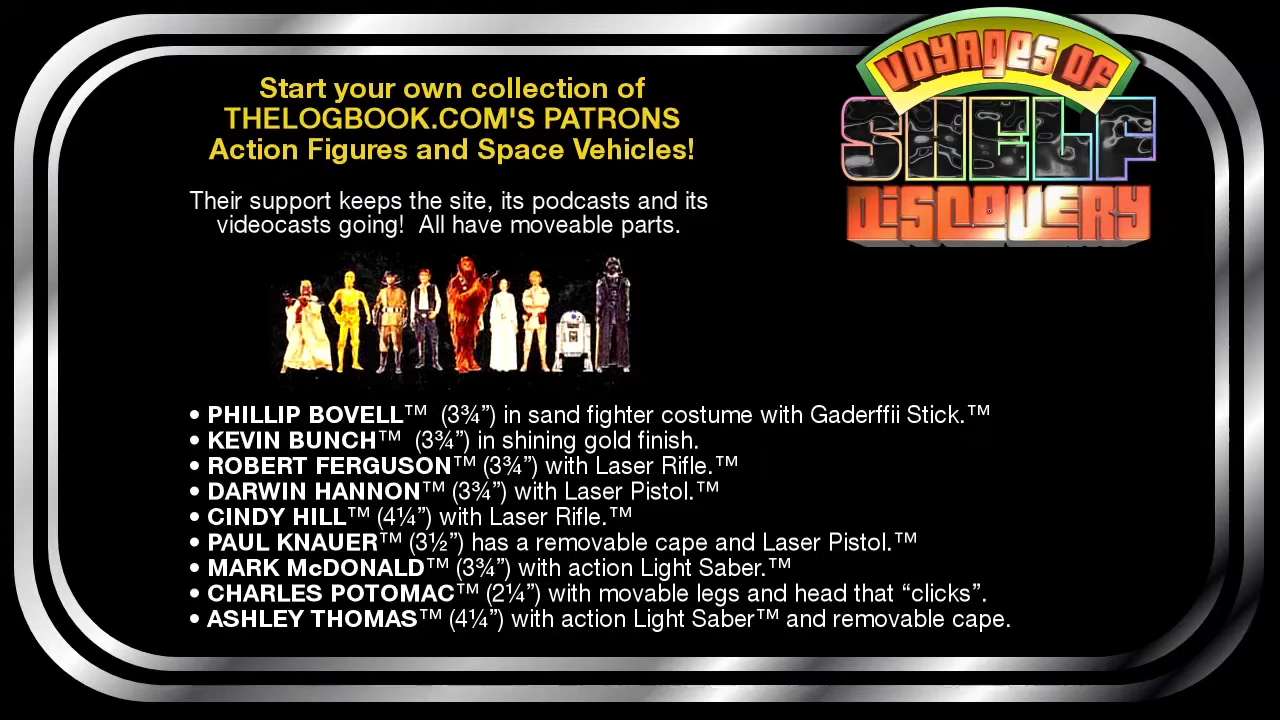 Start your own collection of
THELOGBOOK.COM'S PATRONS
Action Figures and Space Vehicles!
VOYAGES OF
SHELF
DISCOVERY
Their support keeps the site, its podcasts and its
videocasts going!  All have moveable parts.
• PHILLIP BOVELL™  (3¾”) in sand fighter costume with Gaderffii Stick.™
• KEVIN BUNCH™  (3¾”) in shining gold finish.
• ROBERT FERGUSON™ (3¾”) with Laser Rifle.™
• DARWIN HANNON™ (3¾”) with Laser Pistol.™
• CINDY HILL™ (4¼”) with Laser Rifle.™
• PAUL KNAUER™ (3½”) has a removable cape and Laser Pistol.™
• MARK McDONALD™ (3¾”) with action Light Saber.™
• CHARLES POTOMAC™ (2¼”) with movable legs and head that “clicks”.
• ASHLEY THOMAS™ (4¼”) with action Light Saber™ and removable cape.